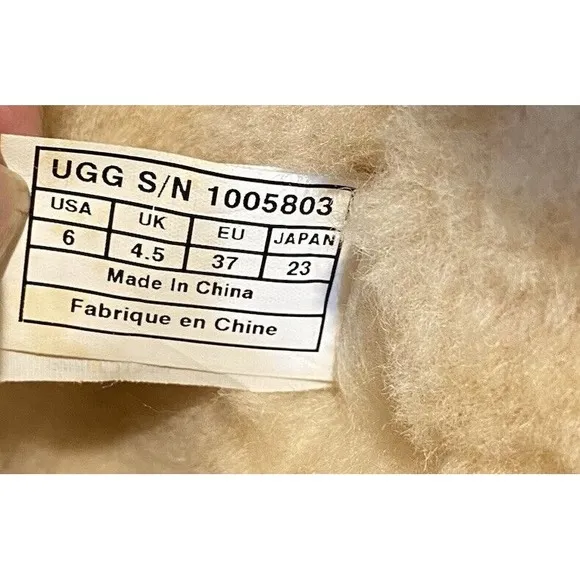 UGG S/N 1005803
USA UK EU JAPAN
6 4.5 37 23
Made In China
Fabrique en Chine